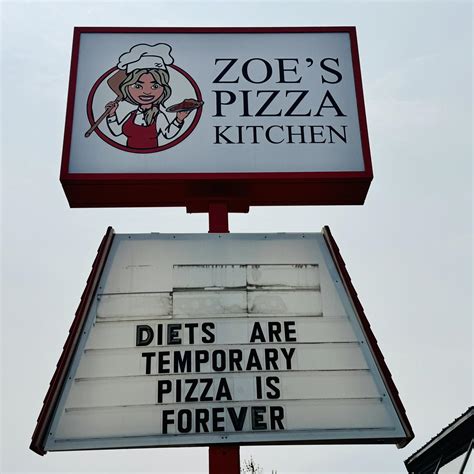 ZOE'S
PIZZA
KITCHEN
DIETS ARE
TEMPORARY
PIZZA IS
FOREVER